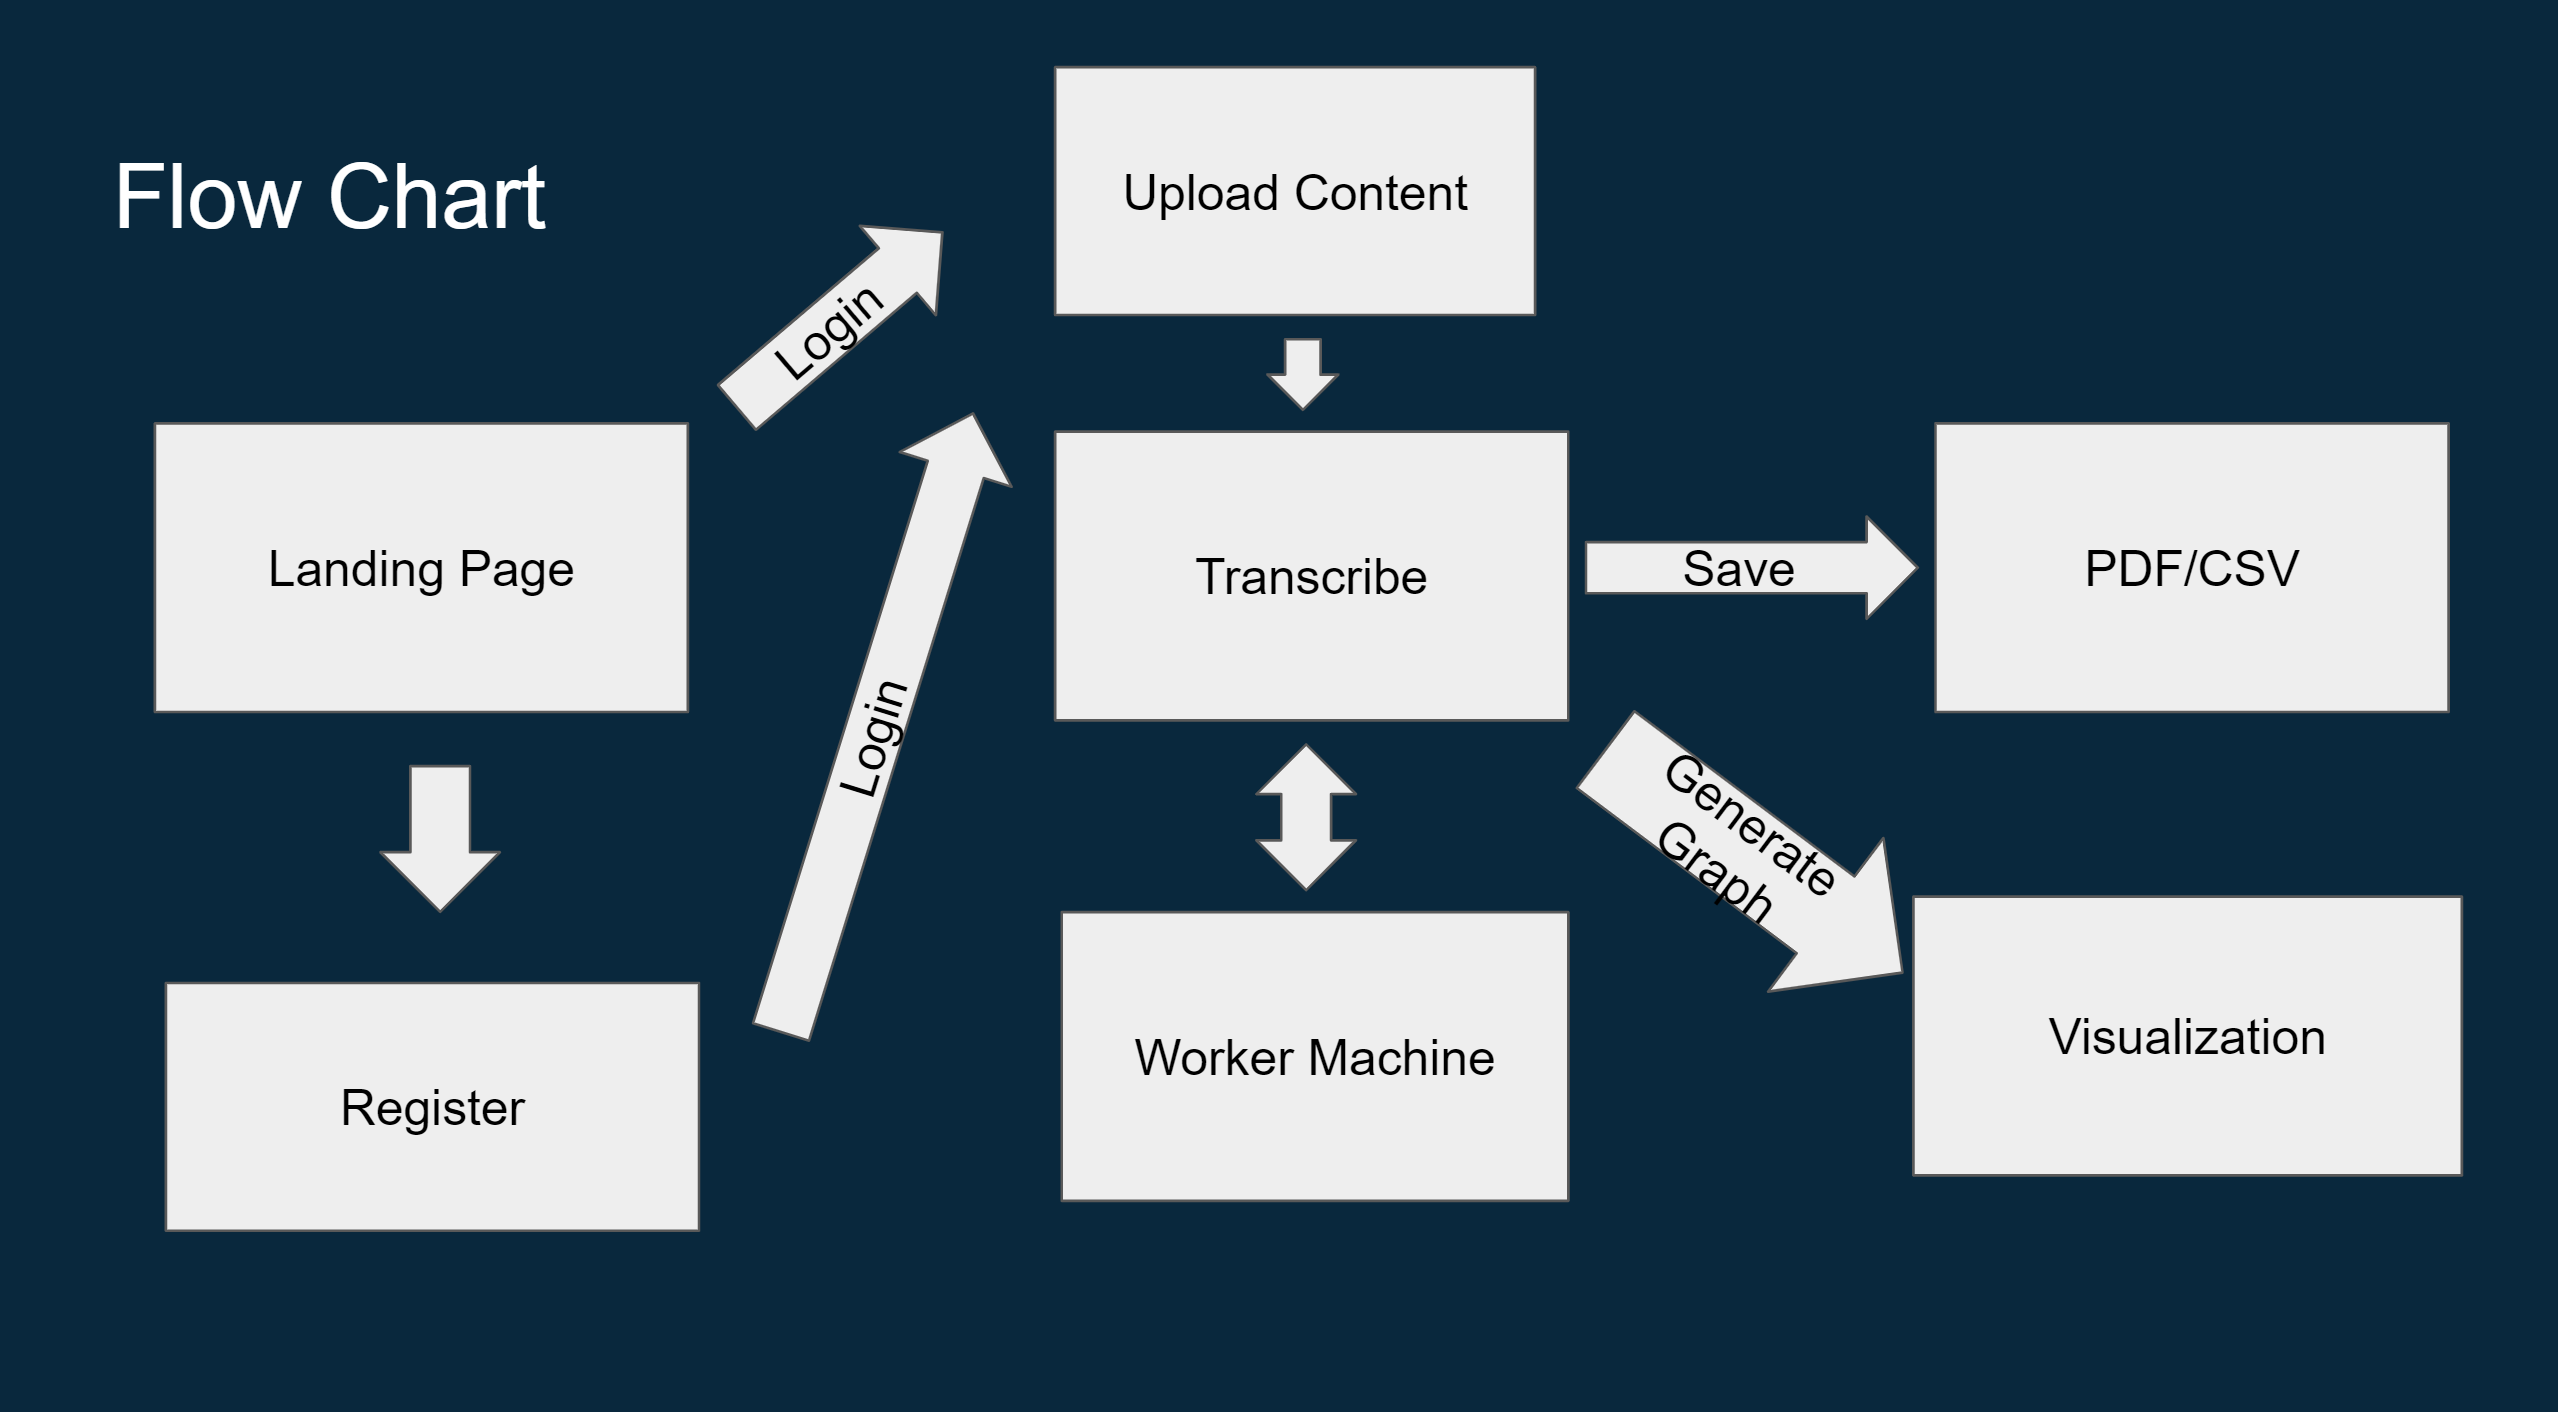 Flow Chart
Upload Content
Login
Landing Page
Login
Transcribe
Save
PDF/CSV
Generate
Graph
Register
Worker Machine
Visualization